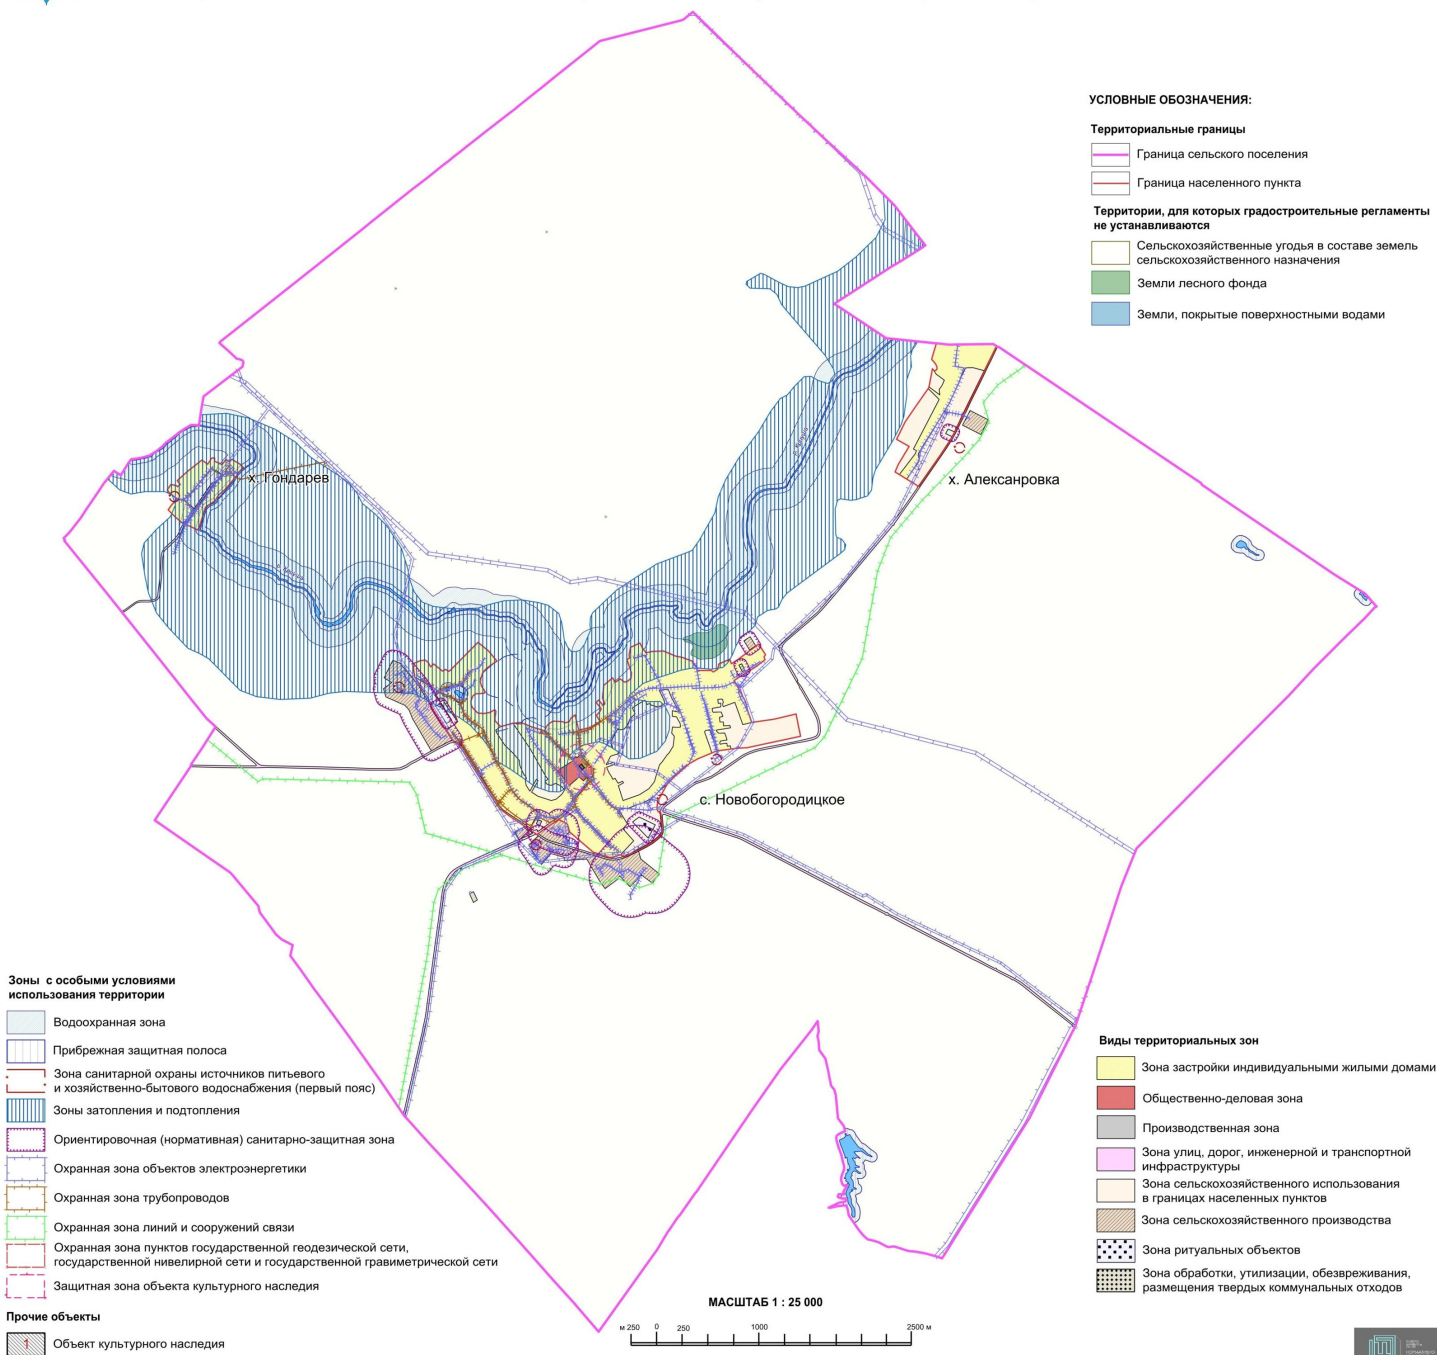 УСЛОВНЫЕ ОБОЗНАЧЕНИЯ:
Территориальные границы
Граница сельского поселения
Граница населенного пункта
Территории, для которых градостроительные регламенты
не устанавливаются
Сельскохозяйственные угодья в составе земель
сельскохозяйственного назначения
Земли лесного фонда
Земли, покрытые поверхностными водами
х. Гондарев
х. Алексанровка
с. Новобогородицкое
Зоны с особыми условиями
использования территории
Водоохранная зона
Прибрежная защитная полоса
Зона санитарной охраны источников питьевого
и хозяйственно-бытового водоснабжения (первый пояс)
Зоны затопления и подтопления
Ориентировочная (нормативная) санитарно-защитная зона
Охранная зона объектов электроэнергетики
Охранная зона трубопроводов
Охранная зона линий и сооружений связи
Охранная зона пунктов государственной геодезической сети,
государственной нивелирной сети и государственной гравиметрической сети
Защитная зона объекта культурного наследия
Прочие объекты
1 Объект культурного наследия
Виды территориальных зон
Зона застройки индивидуальными жилыми домами
Общественно-деловая зона
Производственная зона
Зона улиц, дорог, инженерной и транспортной
инфраструктуры
Зона сельскохозяйственного использования
в границах населенных пунктов
Зона сельскохозяйственного производства
Зона ритуальных объектов
Зона обработки, утилизации, обезвреживания,
размещения твердых коммунальных отходов
МАСШТАБ 1 : 25 000
м 250 0 250 1000 2500 м